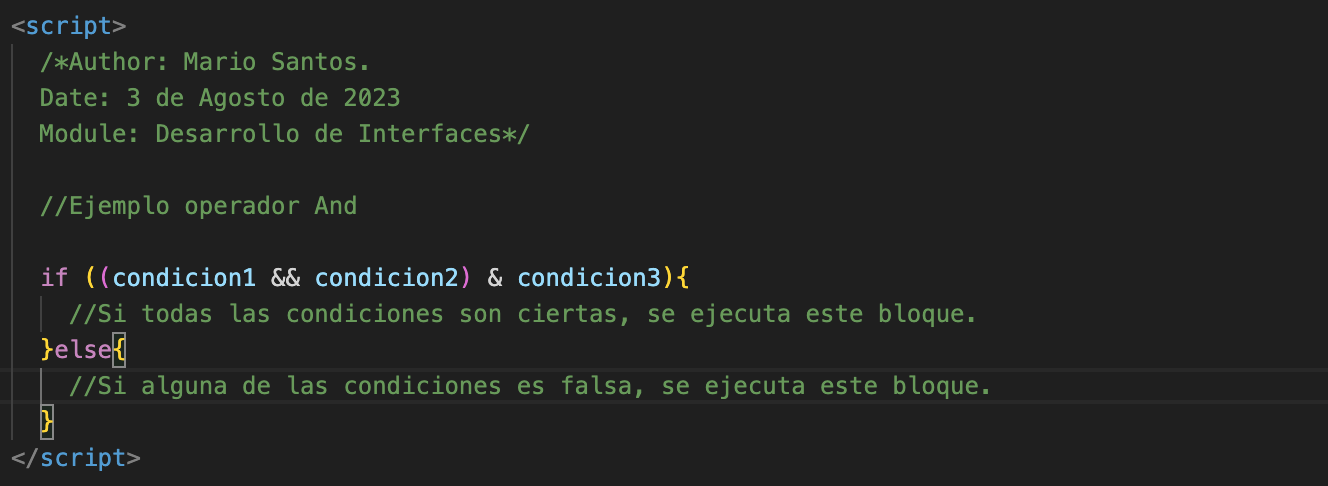 <script>
/*Author: Mario Santos.
Date: 3 de Agosto de 2023
Module: Desarrollo de Interfaces*/
//Ejemplo operador And
if ((condicion1 && condicion2) & condicion3){
//Si todas las condiciones son ciertas, se ejecuta este bloque.
}else{
//Si alguna de las condiciones es falsa, se ejecuta este bloque.
}
</script>